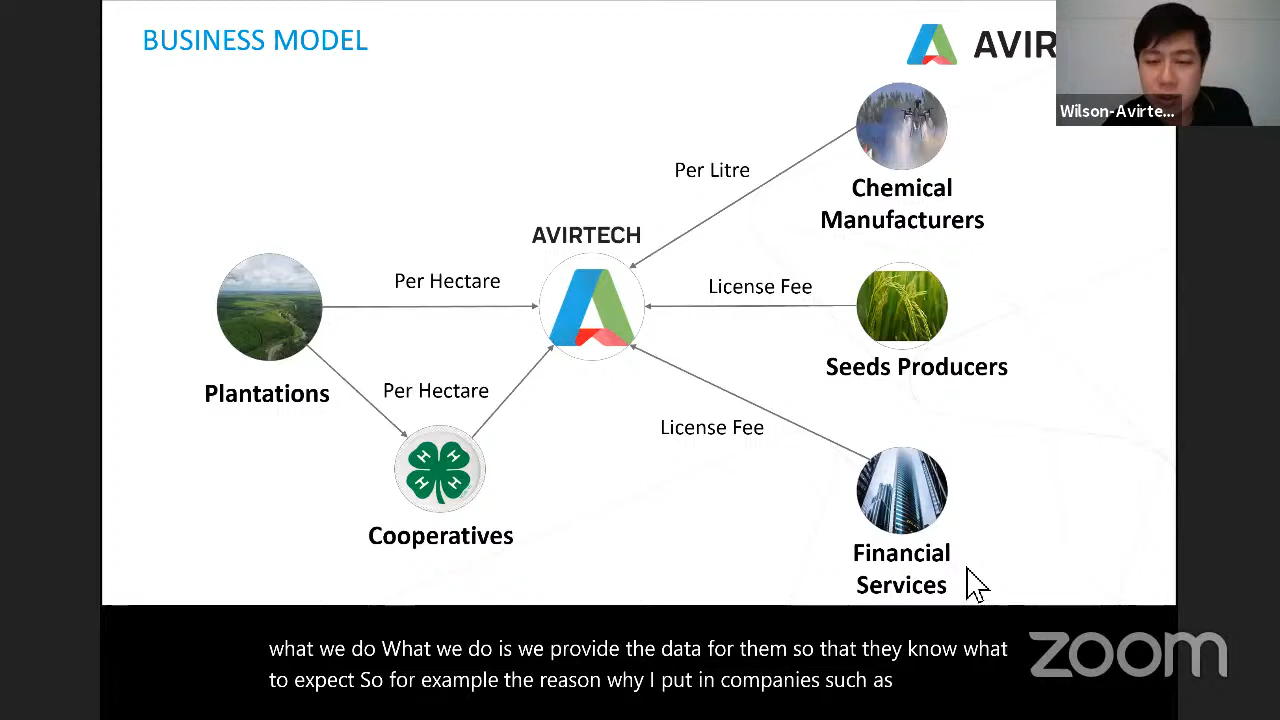 BUSINESS MODEL
AVIRT
Wilson-Avirte...
Per Litre
Chemical
Manufacturers
AVIRTECH
Per Hectare
License Fee
Plantations
Seeds Producers
Per Hectare
License Fee
H H
H H
Cooperatives
Financial
Services
what we do What we do is we provide the data for them so that they know what
to expect So for example the reason why I put in companies such as
zoom